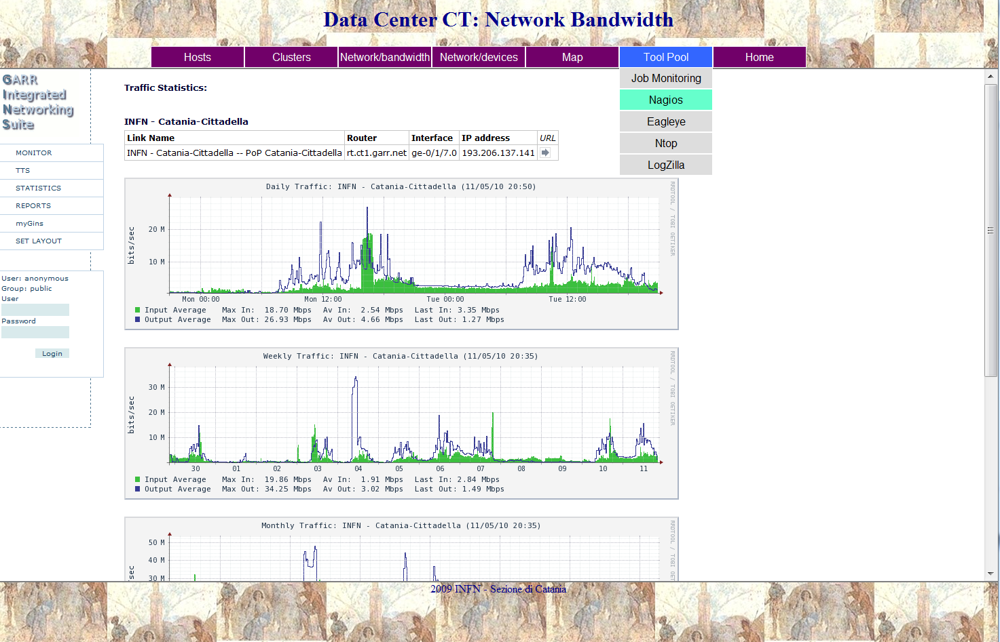 Data Center CT: Network Bandwidth
Hosts Clusters Network/bandwidth Network/devices Map Tool Pool Home
Job Monitoring
Nagios
Eagleye
Ntop
LogZilla
GARR
Integrated
Networking
Suite
MONITOR
TTS
STATISTICS
REPORTS
myGins
SET LAYOUT
User: anonymous
Group: public
User
Password
Login
Traffic Statistics:
INFN - Catania-Cittadella
Link Name Router Interface IP address URL
INFN - Catania-Cittadella -- PoP Catania-Cittadella rt.ct1.garr.net ge-0/1/7.0 193.206.137.141
Daily Traffic: INFN - Catania-Cittadella (11/05/10 20:50)
RRDTOOL / TOBI OETIKER
bits/sec
20 M
10 M
Mon 00:00 Mon 12:00 Tue 00:00 Tue 12:00
Input Average Max In: 18.70 Mbps Av In: 2.54 Mbps Last In: 3.35 Mbps
Output Average Max Out: 26.93 Mbps Av Out: 4.66 Mbps Last Out: 1.27 Mbps
Weekly Traffic: INFN - Catania-Cittadella (11/05/10 20:35)
RRDTOOL / TOBI OETIKER
bits/sec
30 M
20 M
10 M
30 01 02 03 04 05 06 07 08 09 10 11
Input Average Max In: 19.86 Mbps Av In: 1.91 Mbps Last In: 2.84 Mbps
Output Average Max Out: 34.25 Mbps Av Out: 3.02 Mbps Last Out: 1.49 Mbps
Monthly Traffic: INFN - Catania-Cittadella (11/05/10 20:35)
RRDTOOL / TOBI OET
/sec
50 M
40 M
30 M
2009 INFN - Sezione di Catania